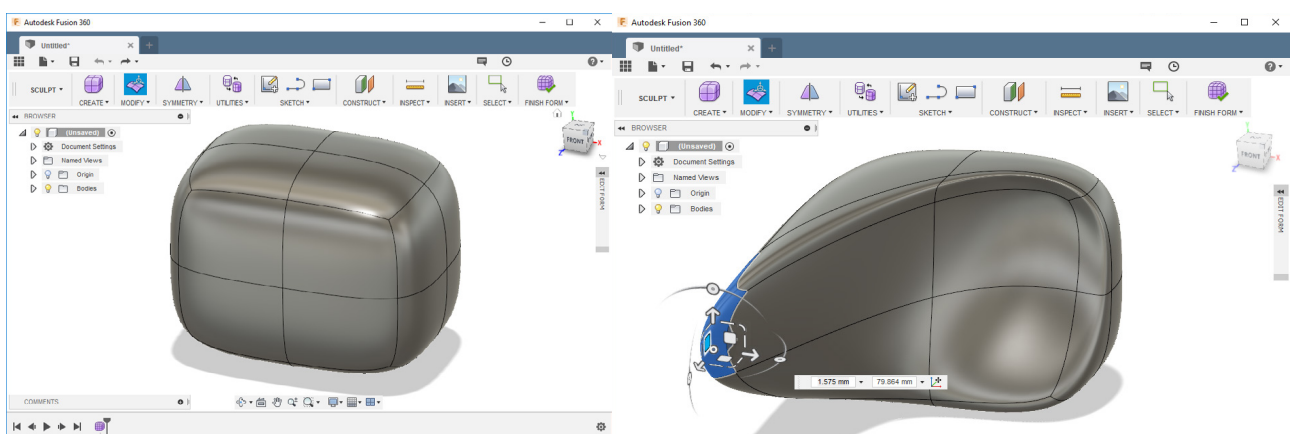 Autodesk Fusion 360
Untitled*
SCULPT
CREATE MODIFY SYMMETRY UTILITIES SKETCH CONSTRUCT INSPECT INSERT SELECT FINISH FORM
BROWSER
(Unsaved)
Document Settings
Named Views
Origin
Bodies
FRONT
X
Y
Z
EDIT FORM
COMMENTS
Autodesk Fusion 360
Untitled*
SCULPT
CREATE MODIFY SYMMETRY UTILITIES SKETCH CONSTRUCT INSPECT INSERT SELECT FINISH FORM
BROWSER
(Unsaved)
Document Settings
Named Views
Origin
Bodies
FRONT
X
Z
EDIT FORM
1.575 mm 79.864 mm